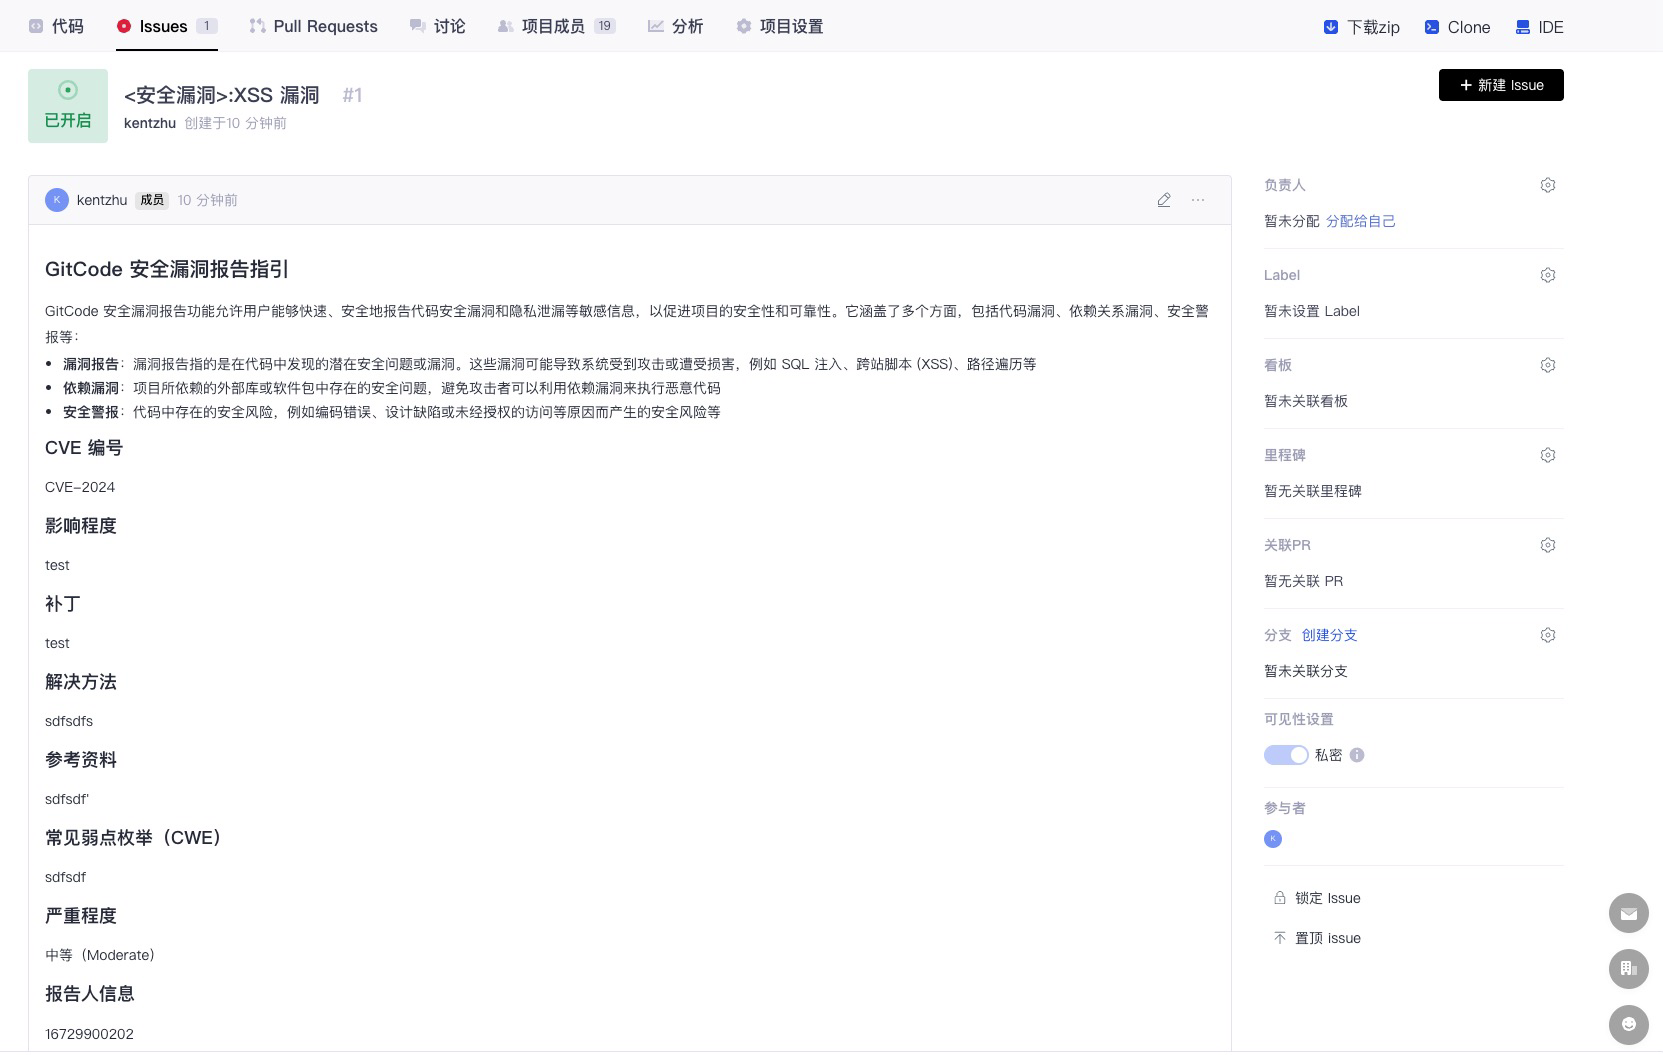 代码
Issues 1
Pull Requests
讨论
项目成员 19
分析
项目设置
下载zip
Clone
IDE
已开启
<安全漏洞>:XSS 漏洞 #1
kentzhu 创建于10 分钟前
+ 新建 Issue
K kentzhu 成员 10 分钟前
GitCode 安全漏洞报告指引
GitCode 安全漏洞报告功能允许用户能够快速、安全地报告代码安全漏洞和隐私泄漏等敏感信息，以促进项目的安全性和可靠性。它涵盖了多个方面，包括代码漏洞、依赖关系漏洞、安全警
报等：
• 漏洞报告：漏洞报告指的是在代码中发现的潜在安全问题或漏洞。这些漏洞可能导致系统受到攻击或遭受损害，例如 SQL 注入、跨站脚本 (XSS)、路径遍历等
• 依赖漏洞：项目所依赖的外部库或软件包中存在的安全问题，避免攻击者可以利用依赖漏洞来执行恶意代码
• 安全警报：代码中存在的安全风险，例如编码错误、设计缺陷或未经授权的访问等原因而产生的安全风险等
CVE 编号
CVE-2024
影响程度
test
补丁
test
解决方法
sdfsdfs
参考资料
sdfsdf'
常见弱点枚举（CWE）
sdfsdf
严重程度
中等（Moderate）
报告人信息
16729900202
负责人
暂未分配 分配给自己
Label
暂未设置 Label
看板
暂未关联看板
里程碑
暂无关联里程碑
关联PR
暂无关联 PR
分支 创建分支
暂未关联分支
可见性设置
私密
参与者
K
锁定 Issue
置顶 issue